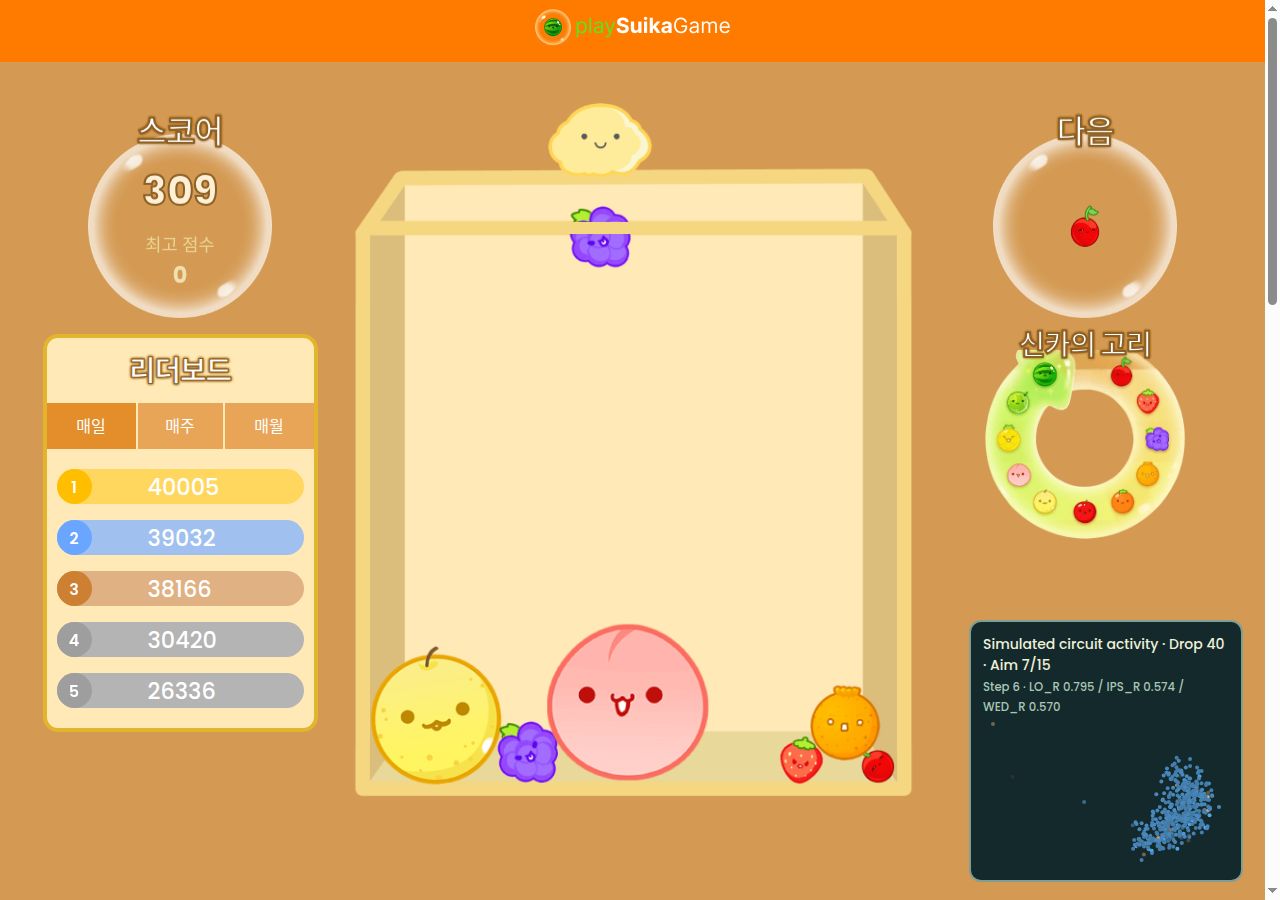 playSuikaGame
스코어
309
최고 점수
0
다음
신카의 고리
리더보드
매일 매주 매월
1 40005
2 39032
3 38166
4 30420
5 26336
Simulated circuit activity · Drop 40
· Aim 7/15
Step 6 · LO_R 0.795 / IPS_R 0.574 /
WED_R 0.570